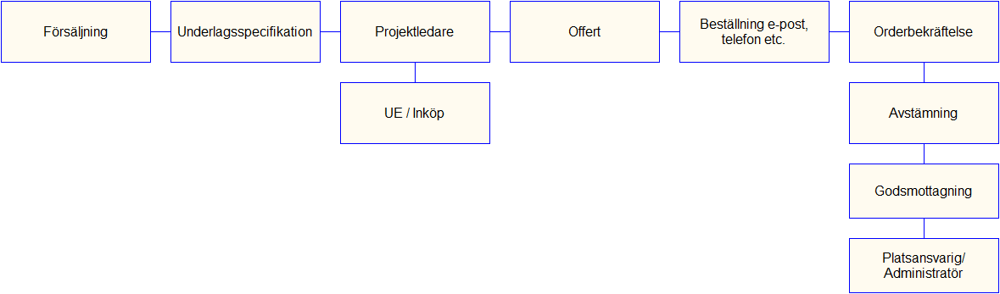 Försäljning
Underlagsspecifikation
Projektledare
Offert
Beställning e-post,
telefon etc.
Orderbekräftelse
UE / Inköp
Avstämning
Godsmottagning
Platsansvarig/
Administratör